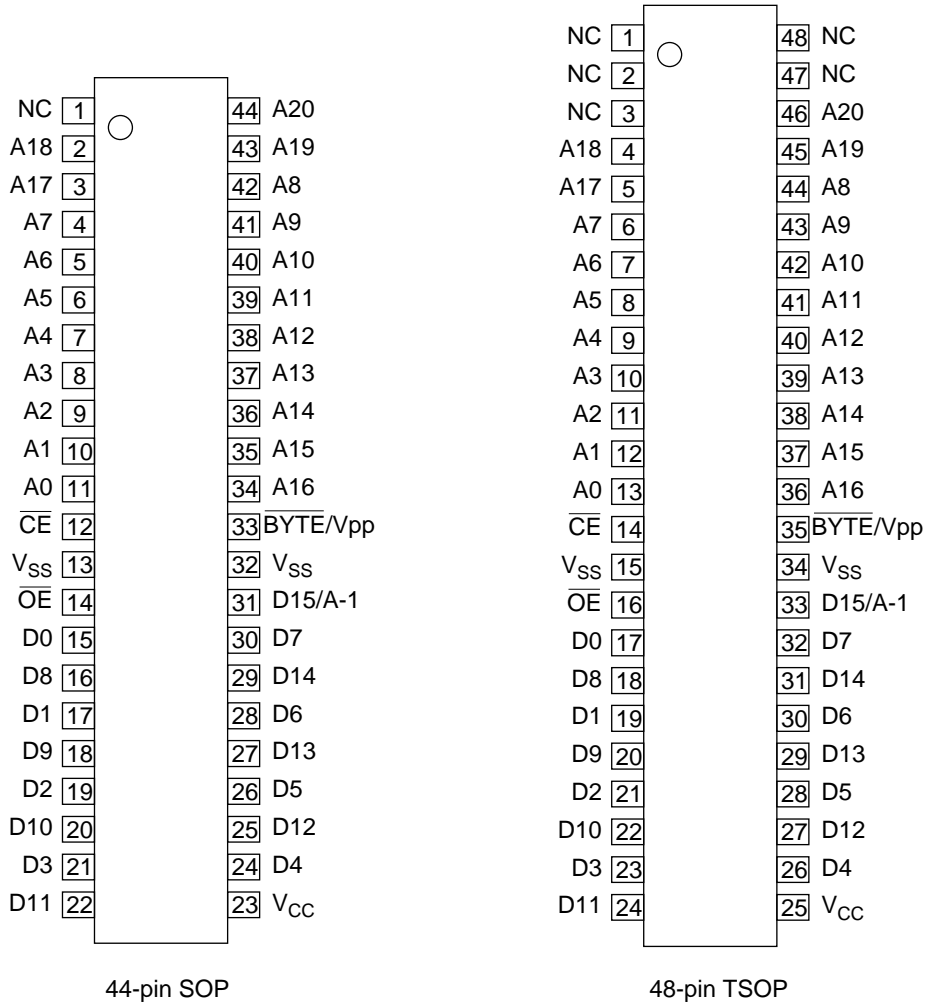 NC 1 44 A20
A18 2 43 A19
A17 3 42 A8
A7 4 41 A9
A6 5 40 A10
A5 6 39 A11
A4 7 38 A12
A3 8 37 A13
A2 9 36 A14
A1 10 35 A15
A0 11 34 A16
C̅E̅ 12 33 B̅Y̅T̅E̅/Vpp
VSS 13 32 VSS
O̅E̅ 14 31 D15/A-1
D0 15 30 D7
D8 16 29 D14
D1 17 28 D6
D9 18 27 D13
D2 19 26 D5
D10 20 25 D12
D3 21 24 D4
D11 22 23 VCC
44-pin SOP
NC 1 48 NC
NC 2 47 NC
NC 3 46 A20
A18 4 45 A19
A17 5 44 A8
A7 6 43 A9
A6 7 42 A10
A5 8 41 A11
A4 9 40 A12
A3 10 39 A13
A2 11 38 A14
A1 12 37 A15
A0 13 36 A16
C̅E̅ 14 35 B̅Y̅T̅E̅/Vpp
VSS 15 34 VSS
O̅E̅ 16 33 D15/A-1
D0 17 32 D7
D8 18 31 D14
D1 19 30 D6
D9 20 29 D13
D2 21 28 D5
D10 22 27 D12
D3 23 26 D4
D11 24 25 VCC
48-pin TSOP